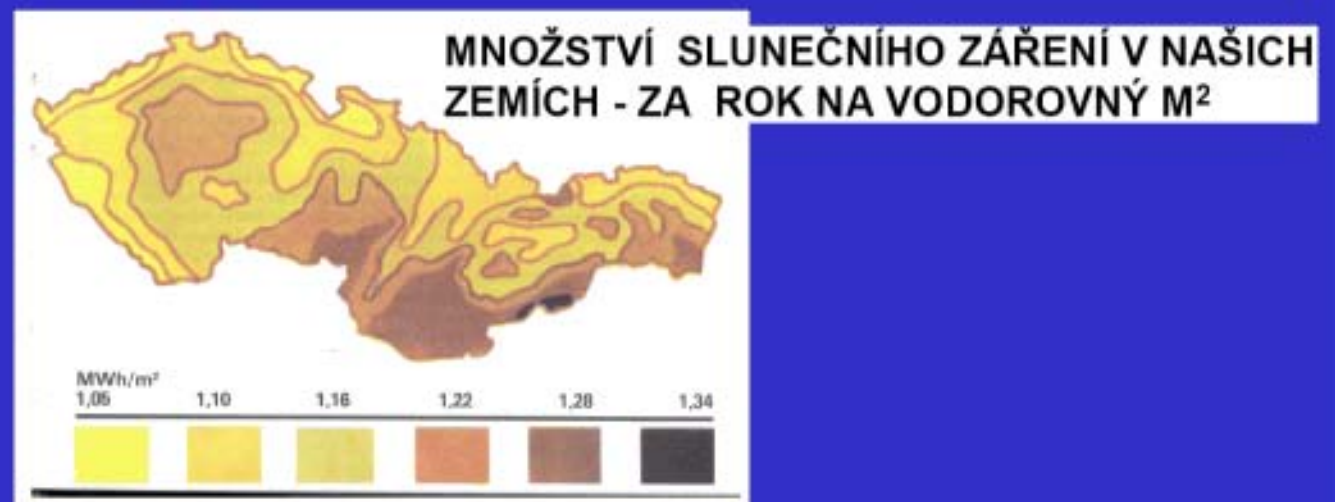 MNOŽSTVÍ SLUNEČNÍHO ZÁŘENÍ V NAŠICH
ZEMÍCH - ZA ROK NA VODOROVNÝ M²
MWh/m²
1,05 1,10 1,16 1,22 1,28 1,34